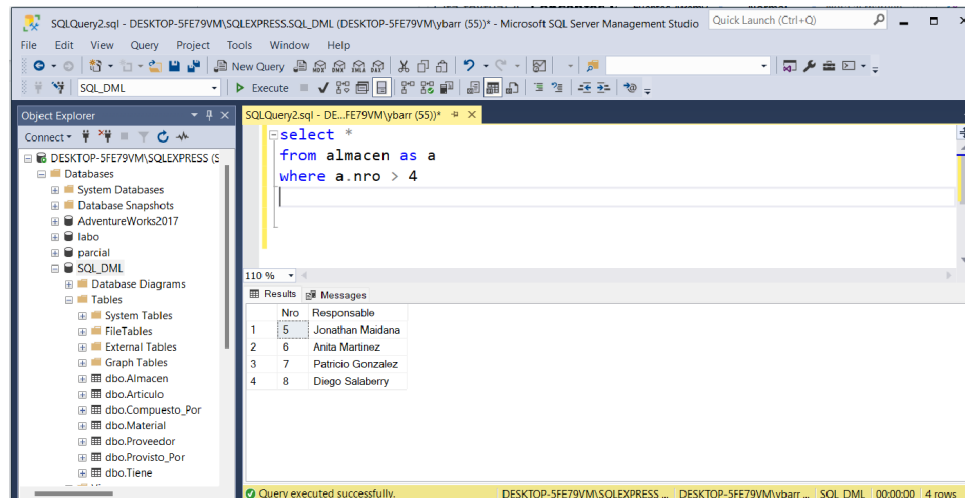 SQLQuery2.sql - DESKTOP-5FE79VM\SQLEXPRESS.SQL_DML (DESKTOP-5FE79VM\ybarr (55))* - Microsoft SQL Server Management Studio
Quick Launch (Ctrl+Q)
File Edit View Query Project Tools Window Help
New Query
SQL_DML
Execute
Object Explorer
SQLQuery2.sql - DE...FE79VM\ybarr (55))*
Connect
DESKTOP-5FE79VM\SQLEXPRESS (S
Databases
System Databases
Database Snapshots
AdventureWorks2017
labo
parcial
SQL_DML
Database Diagrams
Tables
System Tables
FileTables
External Tables
Graph Tables
dbo.Almacen
dbo.Articulo
dbo.Compuesto_Por
dbo.Material
dbo.Proveedor
dbo.Provisto_Por
dbo.Tiene
select *
from almacen as a
where a.nro > 4
110 %
Results Messages
Nro Responsable
1 5 Jonathan Maidana
2 6 Anita Martinez
3 7 Patricio Gonzalez
4 8 Diego Salaberry
Query executed successfully. DESKTOP-5FE79VM\SQLEXPRESS ... DESKTOP-5FE79VM\ybarr ... SQL_DML 00:00:00 4 rows